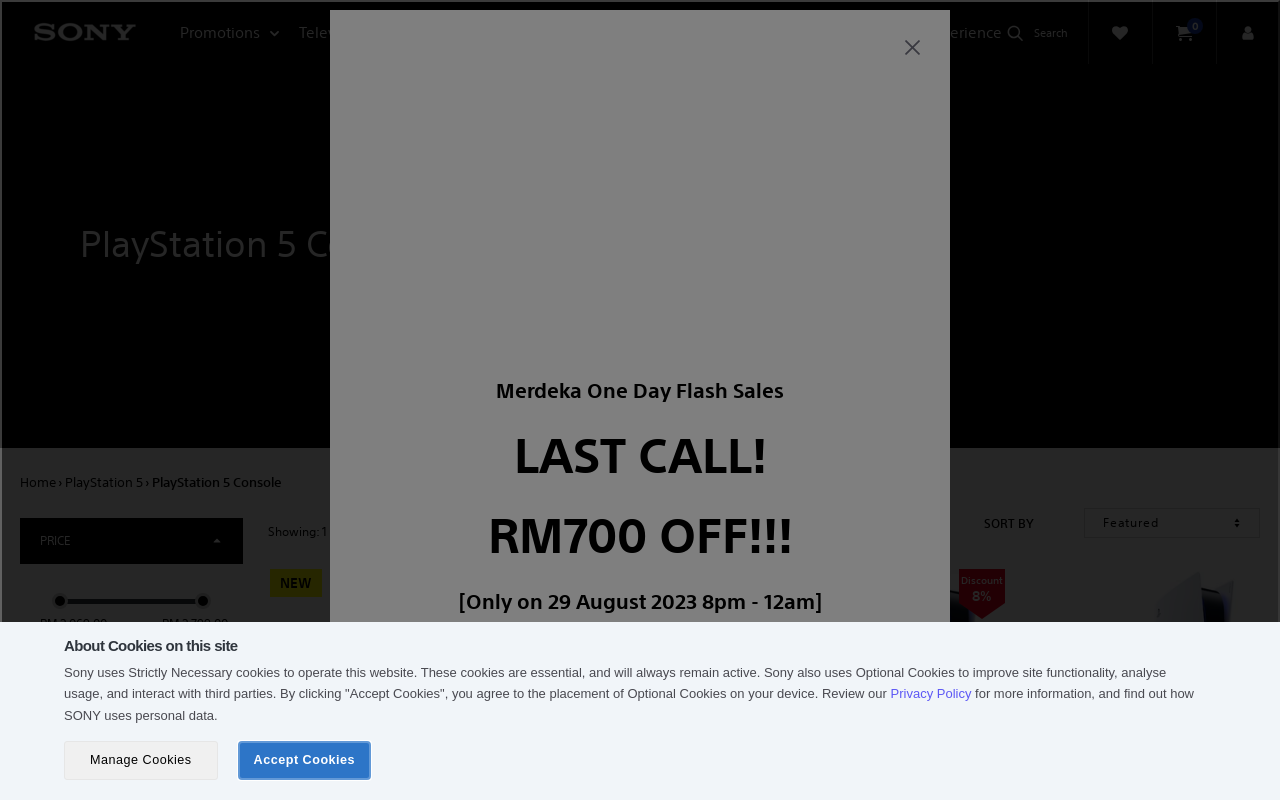 SONY
Promotions
erience
Search
0
PlayStation 5
Merdeka One Day Flash Sales
LAST CALL!
RM700 OFF!!!
[Only on 29 August 2023 8pm - 12am]
Home › PlayStation 5 › PlayStation 5 Console
PRICE
Showing: 1
SORT BY
Featured
NEW
Discount
8%
About Cookies on this site
Sony uses Strictly Necessary cookies to operate this website. These cookies are essential, and will always remain active. Sony also uses Optional Cookies to improve site functionality, analyse
usage, and interact with third parties. By clicking "Accept Cookies", you agree to the placement of Optional Cookies on your device. Review our Privacy Policy for more information, and find out how
SONY uses personal data.
Manage Cookies
Accept Cookies